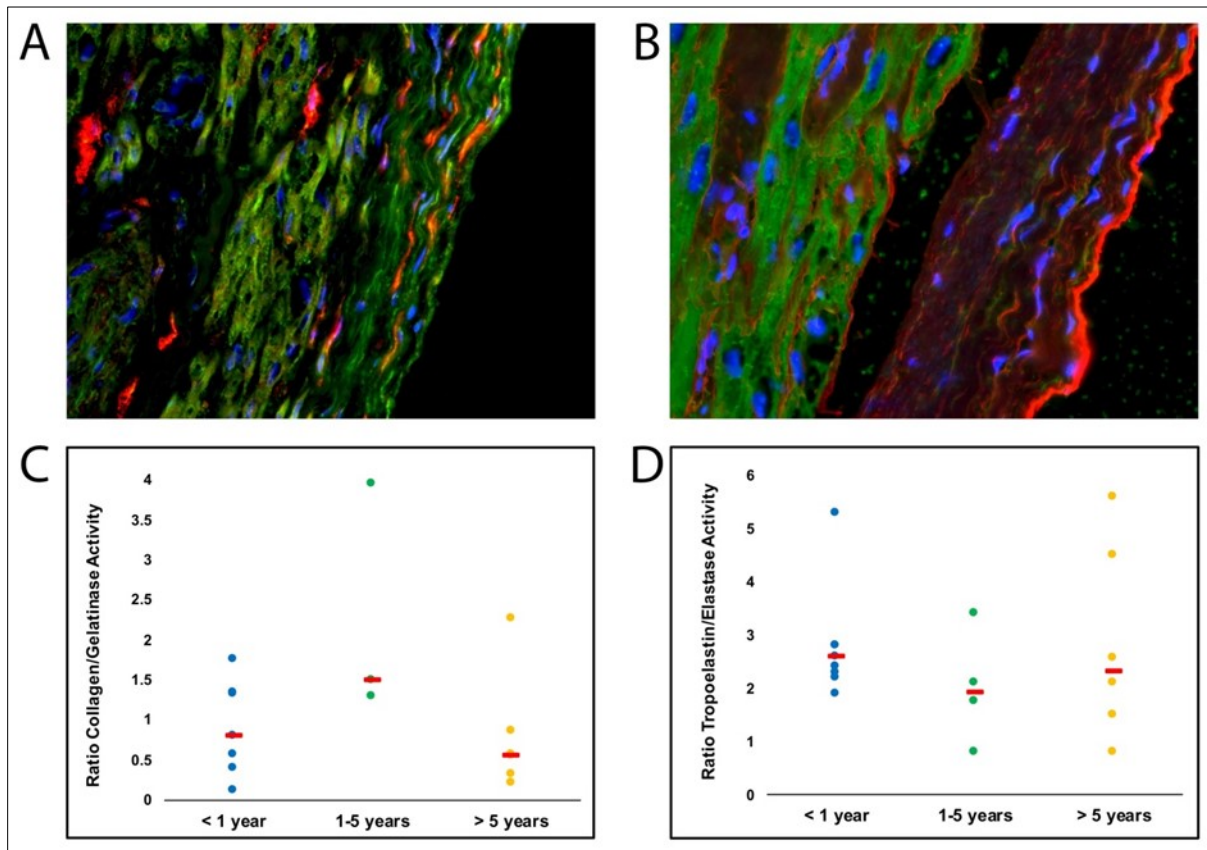 A
B
C
Ratio Collagen/Gelatinase Activity
4
3.5
3
2.5
2
1.5
1
0.5
0
< 1 year
1-5 years
> 5 years
D
Ratio Tropoelastin/Elastase Activity
6
5
4
3
2
1
0
< 1 year
1-5 years
> 5 years